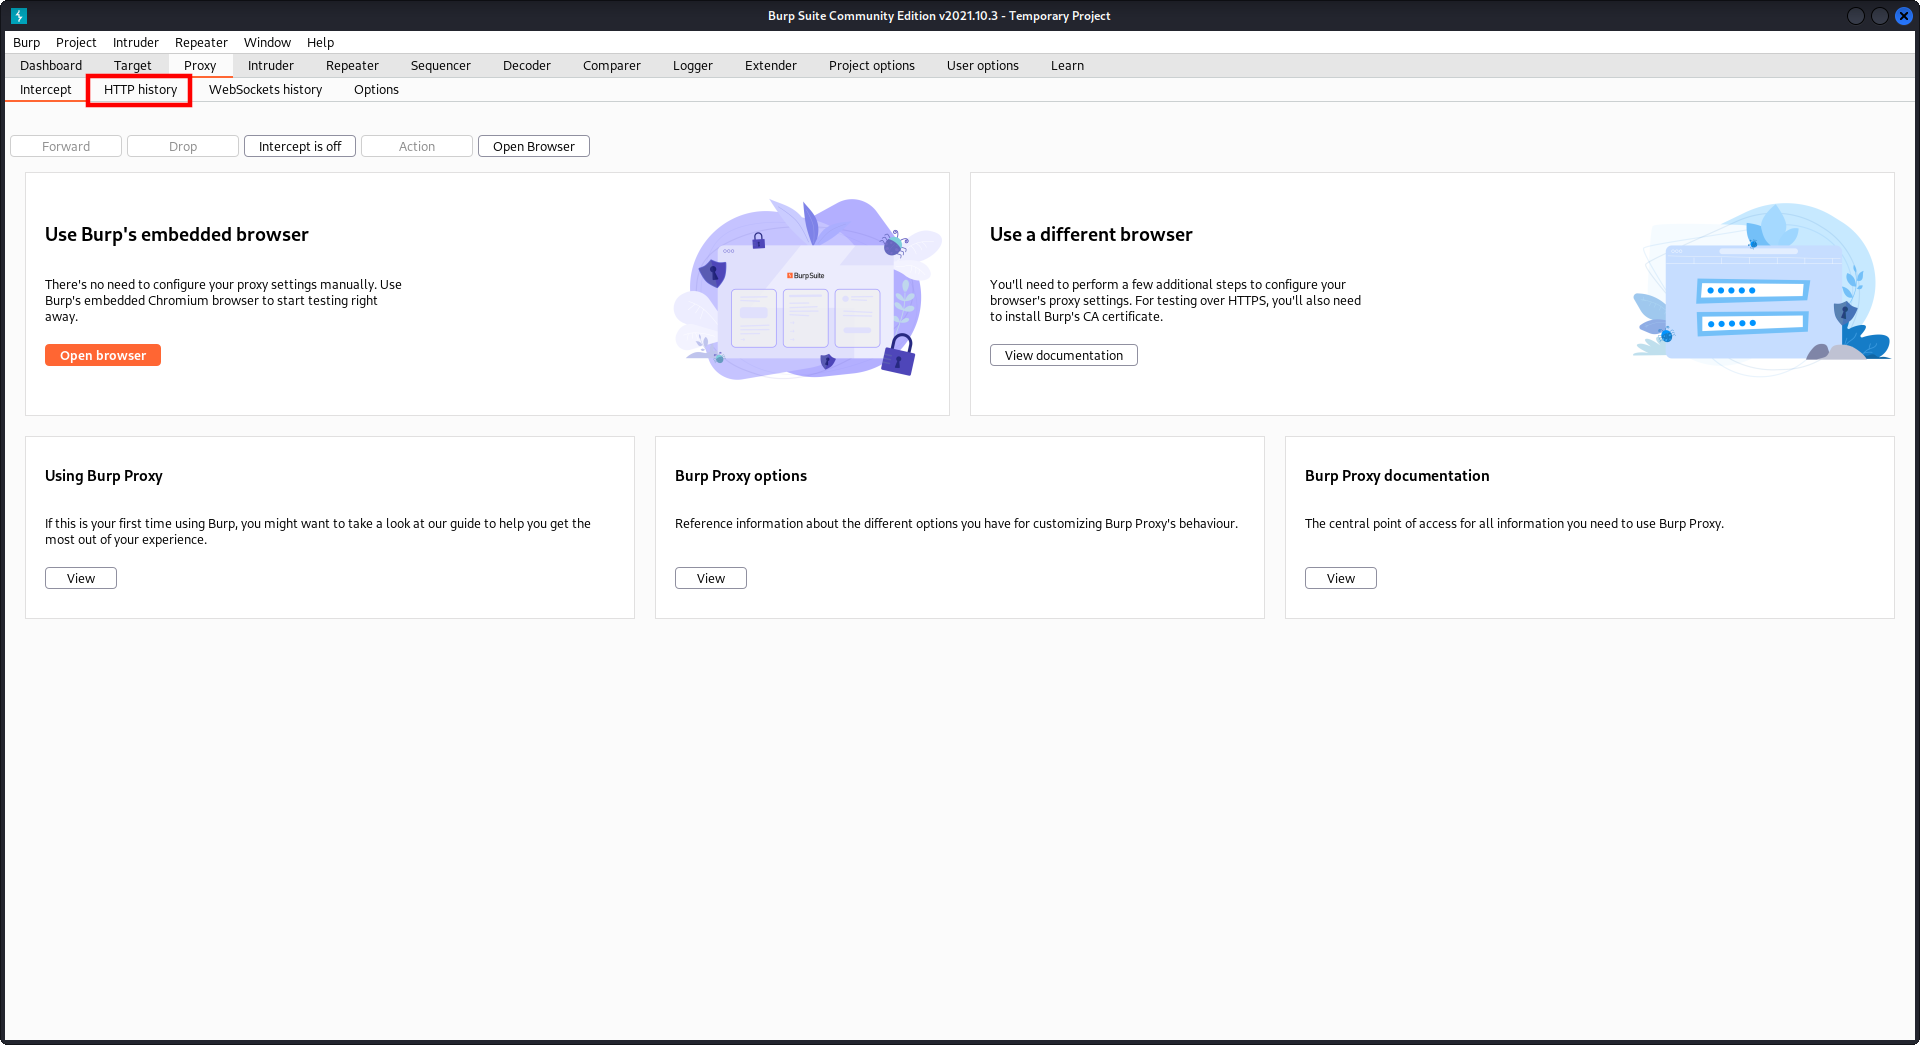 Burp Suite Community Edition v2021.10.3 - Temporary Project
Burp Project Intruder Repeater Window Help
Dashboard Target Proxy Intruder Repeater Sequencer Decoder Comparer Logger Extender Project options User options Learn
Intercept HTTP history WebSockets history Options
Forward Drop Intercept is off Action Open Browser
Use Burp's embedded browser
There's no need to configure your proxy settings manually. Use
Burp's embedded Chromium browser to start testing right
away.
Open browser
BurpSuite
Use a different browser
You'll need to perform a few additional steps to configure your
browser's proxy settings. For testing over HTTPS, you'll also need
to install Burp's CA certificate.
View documentation
Using Burp Proxy
If this is your first time using Burp, you might want to take a look at our guide to help you get the
most out of your experience.
View
Burp Proxy options
Reference information about the different options you have for customizing Burp Proxy's behaviour.
View
Burp Proxy documentation
The central point of access for all information you need to use Burp Proxy.
View